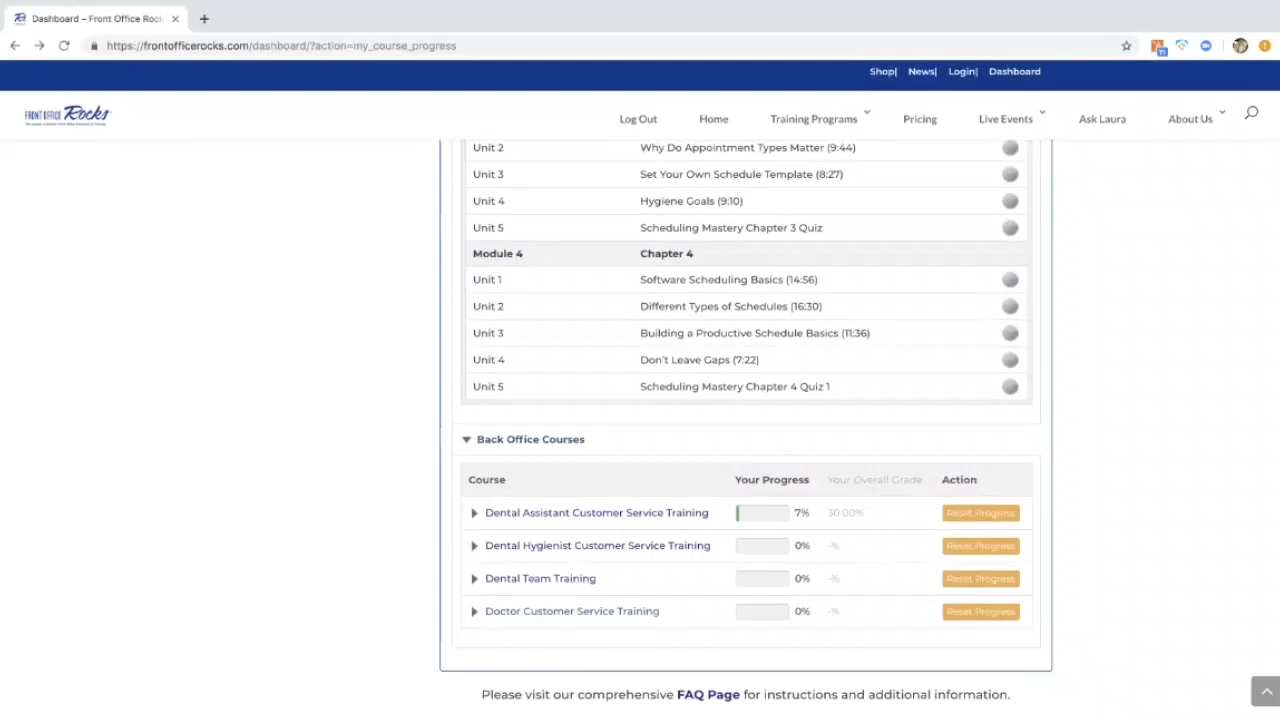 Dashboard – Front Office Rock
https://frontofficerocks.com/dashboard/?action=my_course_progress
11
Shop| News| Login| Dashboard
FRONT OFFICE Rocks
Log Out Home Training Programs Pricing Live Events Ask Laura About Us
Unit 2 Why Do Appointment Types Matter (9:44)
Unit 3 Set Your Own Schedule Template (8:27)
Unit 4 Hygiene Goals (9:10)
Unit 5 Scheduling Mastery Chapter 3 Quiz
Module 4 Chapter 4
Unit 1 Software Scheduling Basics (14:56)
Unit 2 Different Types of Schedules (16:30)
Unit 3 Building a Productive Schedule Basics (11:36)
Unit 4 Don't Leave Gaps (7:22)
Unit 5 Scheduling Mastery Chapter 4 Quiz 1
Back Office Courses
Course Your Progress Your Overall Grade Action
Dental Assistant Customer Service Training 7% 30.00% Reset Progress
Dental Hygienist Customer Service Training 0% -% Reset Progress
Dental Team Training 0% -% Reset Progress
Doctor Customer Service Training 0% -% Reset Progress
Please visit our comprehensive FAQ Page for instructions and additional information.